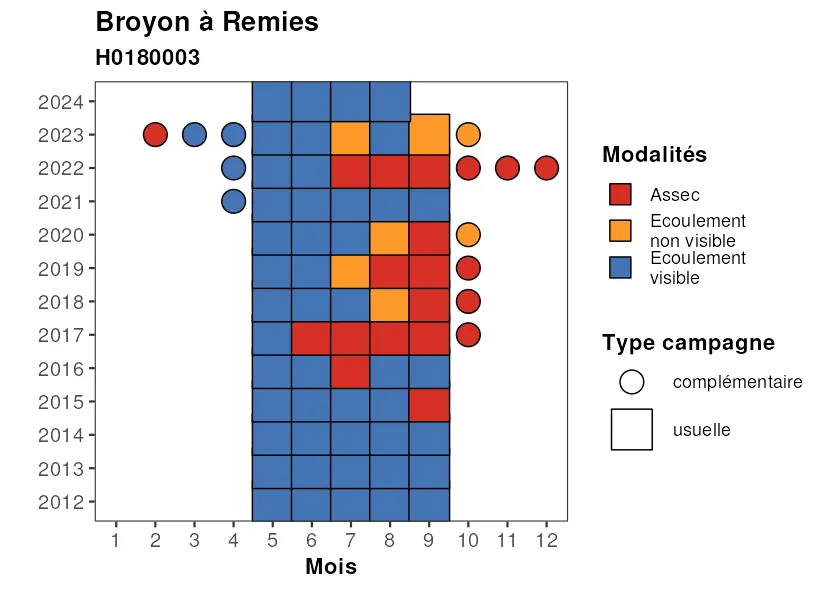 Broyon à Remies
H0180003
2024
2023
2022
2021
2020
2019
2018
2017
2016
2015
2014
2013
2012
1 2 3 4 5 6 7 8 9 10 11 12
Mois
Modalités
Assec
Ecoulement
non visible
Ecoulement
visible
Type campagne
complémentaire
usuelle